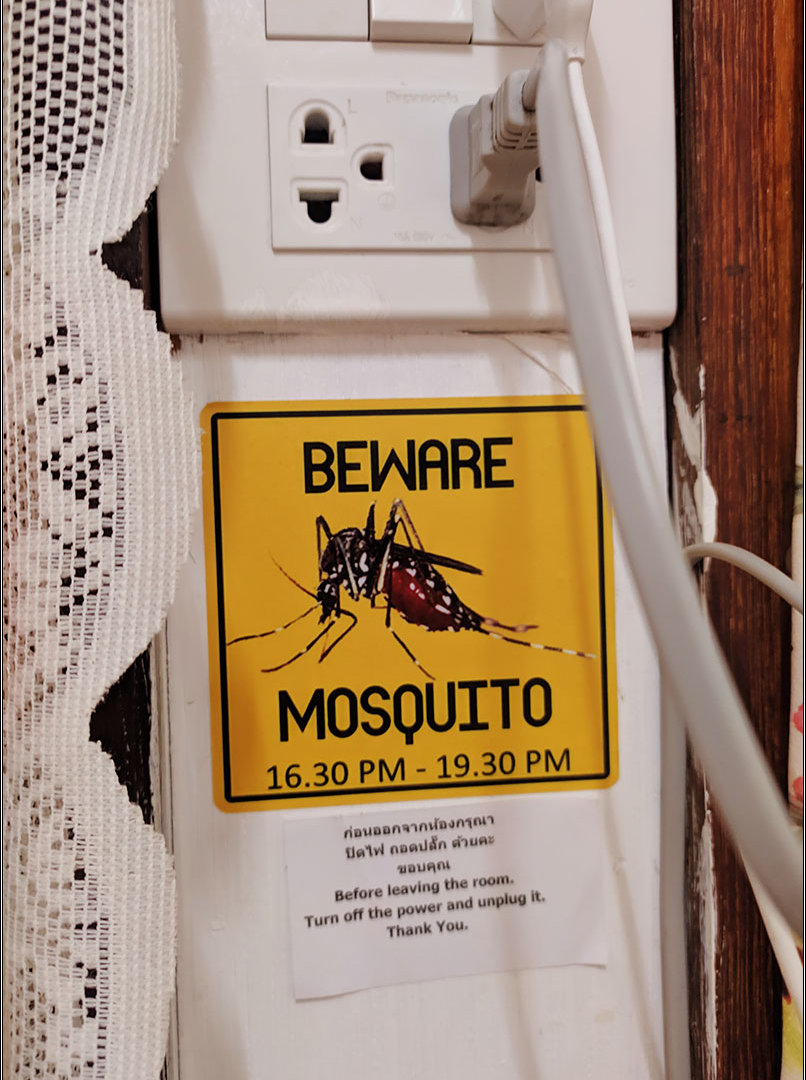 L
Panasonic
N
16A 250V ~
N
BEWARE
MOSQUITO
16.30 PM - 19.30 PM
ก่อนออกจากห้องกรุณา
ปิดไฟ ถอดปลั๊ก ด้วยคะ
ขอบคุณ
Before leaving the room.
Turn off the power and unplug it.
Thank You.